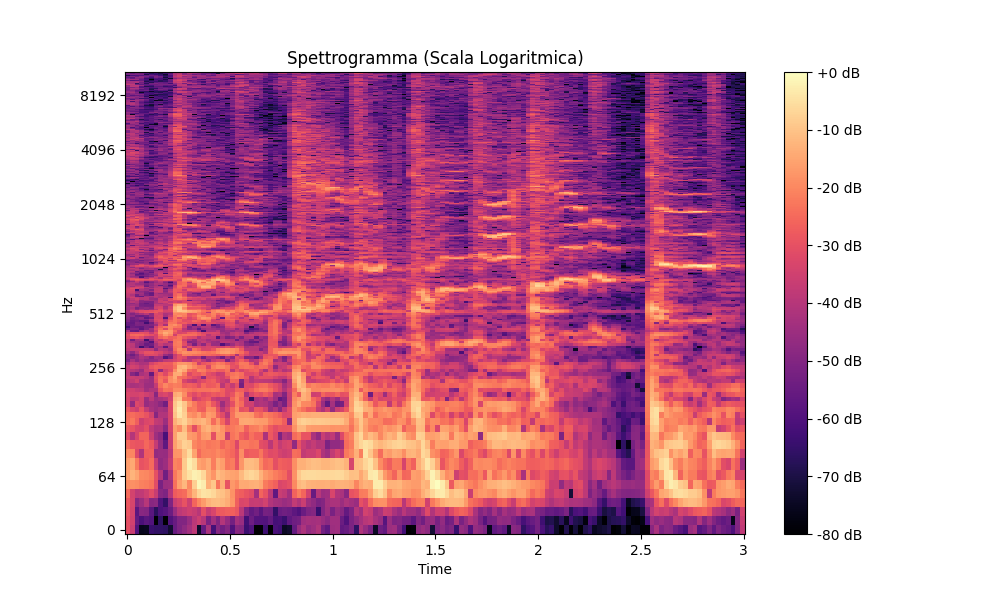 Spettrogramma (Scala Logaritmica)
8192
4096
2048
1024
512
256
128
64
0
Hz
0
0.5
1
1.5
2
2.5
3
Time
+0 dB
-10 dB
-20 dB
-30 dB
-40 dB
-50 dB
-60 dB
-70 dB
-80 dB